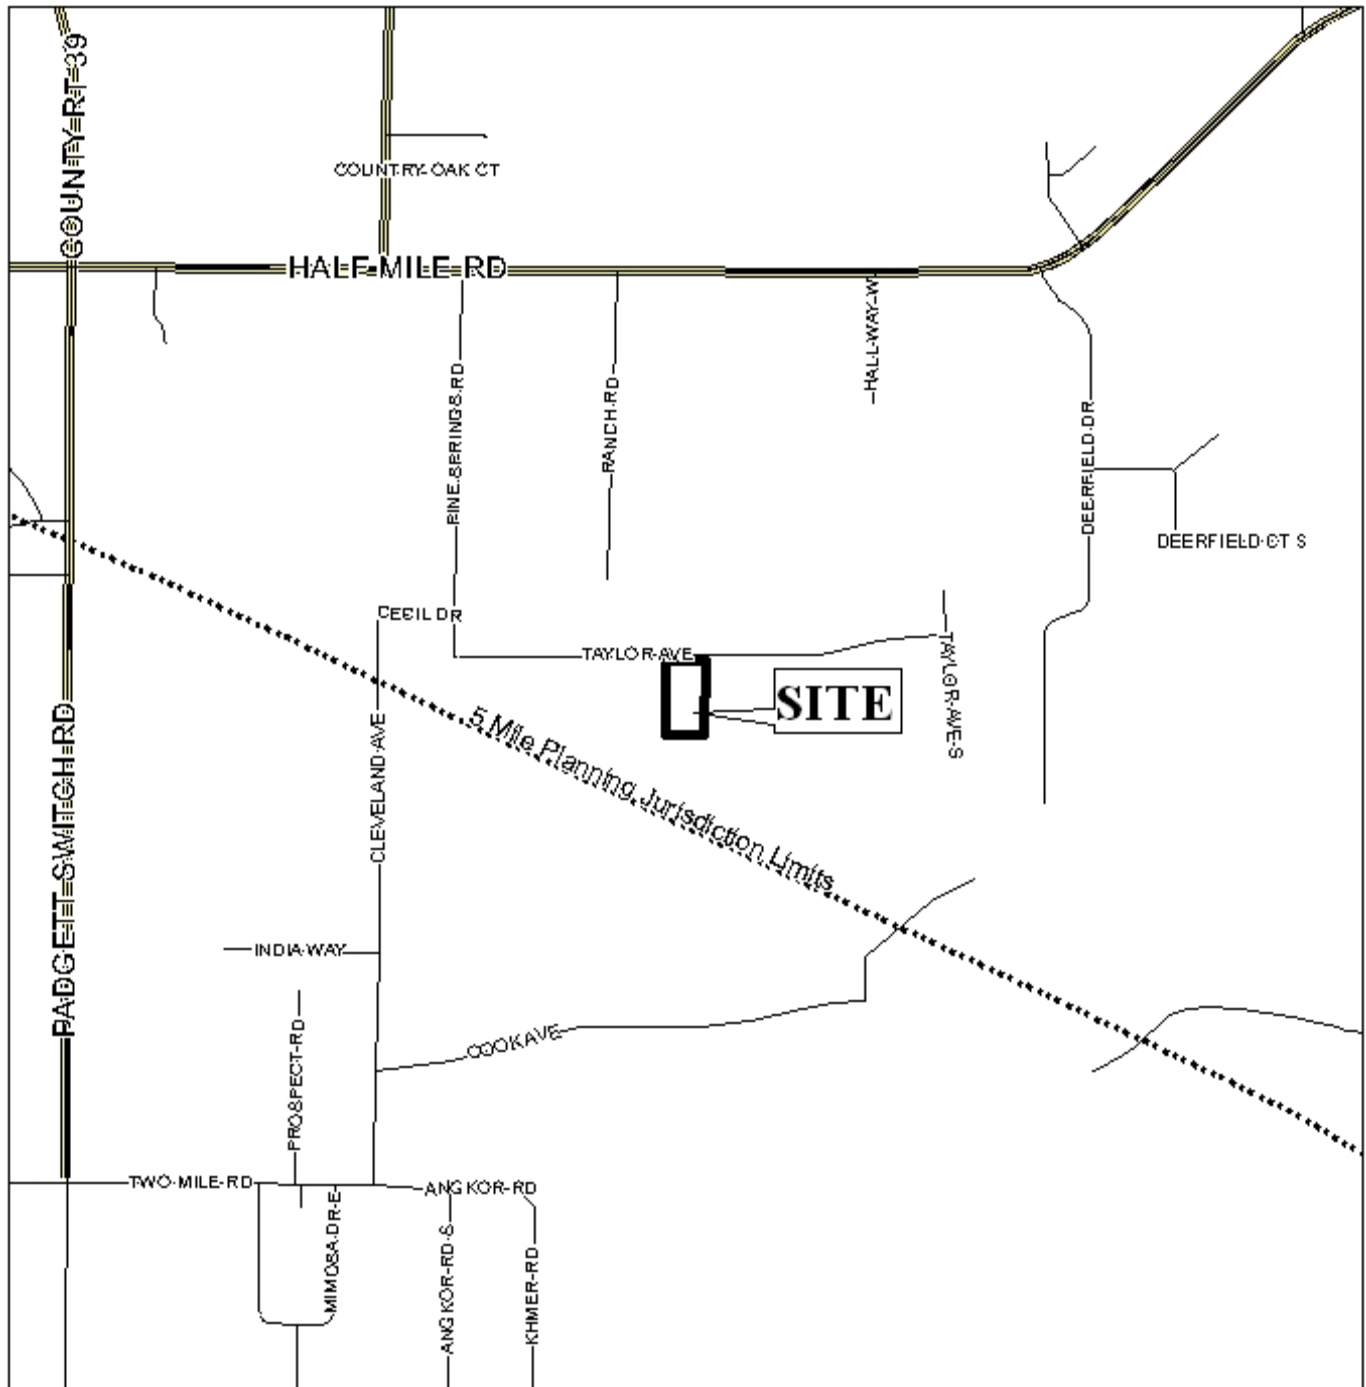 COUNTY RT 39
COUNTRY OAK CT
HALF MILE RD
HALL WAY W
PINE SPRINGS RD
RANCH RD
DEERFIELD DR
DEERFIELD CT S
CECIL DR
TAYLOR AVE
TAYLOR AVE S
SITE
5 Mile Planning Jurisdiction Limits
PADGETT SWITCH RD
CLEVELAND AVE
INDIA WAY
COOK AVE
PROSPECT RD
TWO MILE RD
ANGKOR RD
MIMOSA DR E
ANGKOR RD S
KHMER RD